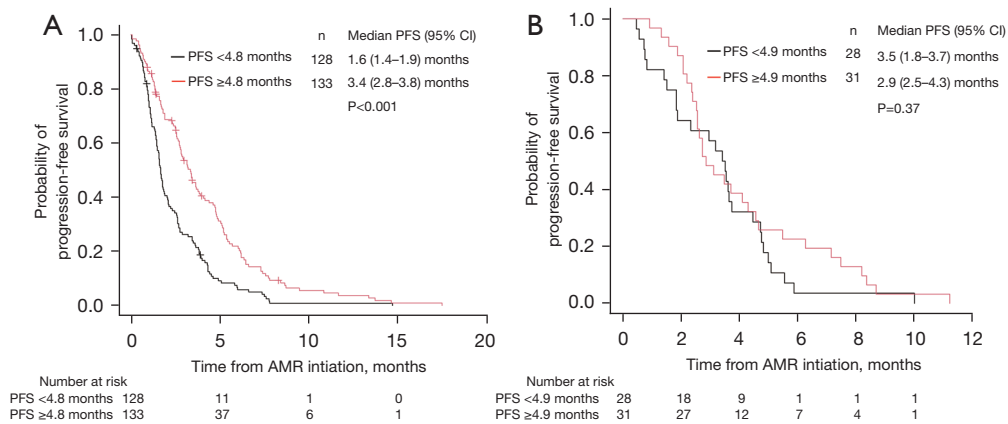 A
n Median PFS (95% CI)
PFS <4.8 months 128 1.6 (1.4–1.9) months
PFS ≥4.8 months 133 3.4 (2.8–3.8) months
P<0.001
Probability of
progression-free survival
1.0
0.8
0.6
0.4
0.2
0.0
0 5 10 15 20
Time from AMR intiation, months
Number at risk
PFS <4.8 months 128 11 1 0
PFS ≥4.8 months 133 37 6 1
B
n Median PFS (95% CI)
PFS <4.9 months 28 3.5 (1.8–3.7) months
PFS ≥4.9 months 31 2.9 (2.5–4.3) months
P=0.37
Probability of
progression-free survival
1.0
0.8
0.6
0.4
0.2
0.0
0 2 4 6 8 10 12
Time from AMR intiation, months
Number at risk
PFS <4.9 months 28 18 9 1 1 1
PFS ≥4.9 months 31 27 12 7 4 1